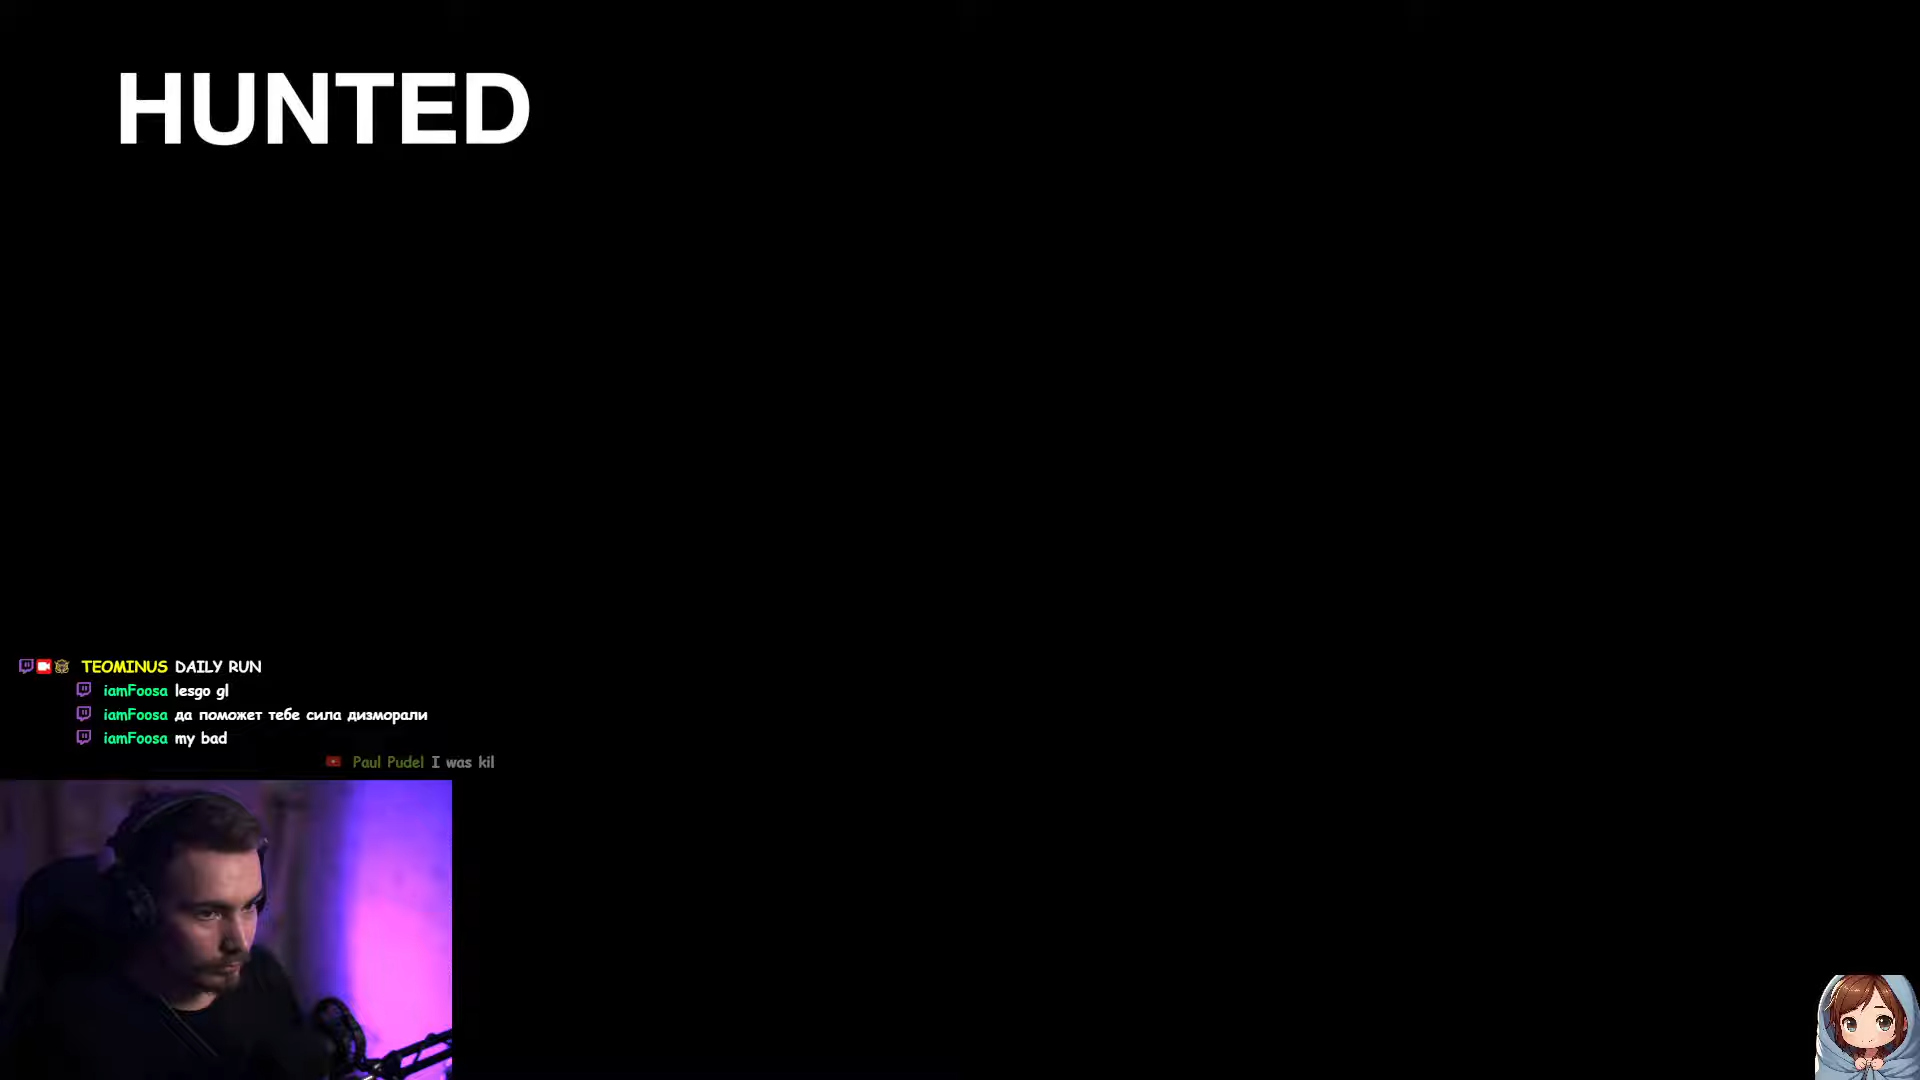 HUNTED
TEOMINUS DAILY RUN
iamFoosa lesgo gl
iamFoosa да поможет тебе сила дизморали
iamFoosa my bad
Paul Pudel I was kil